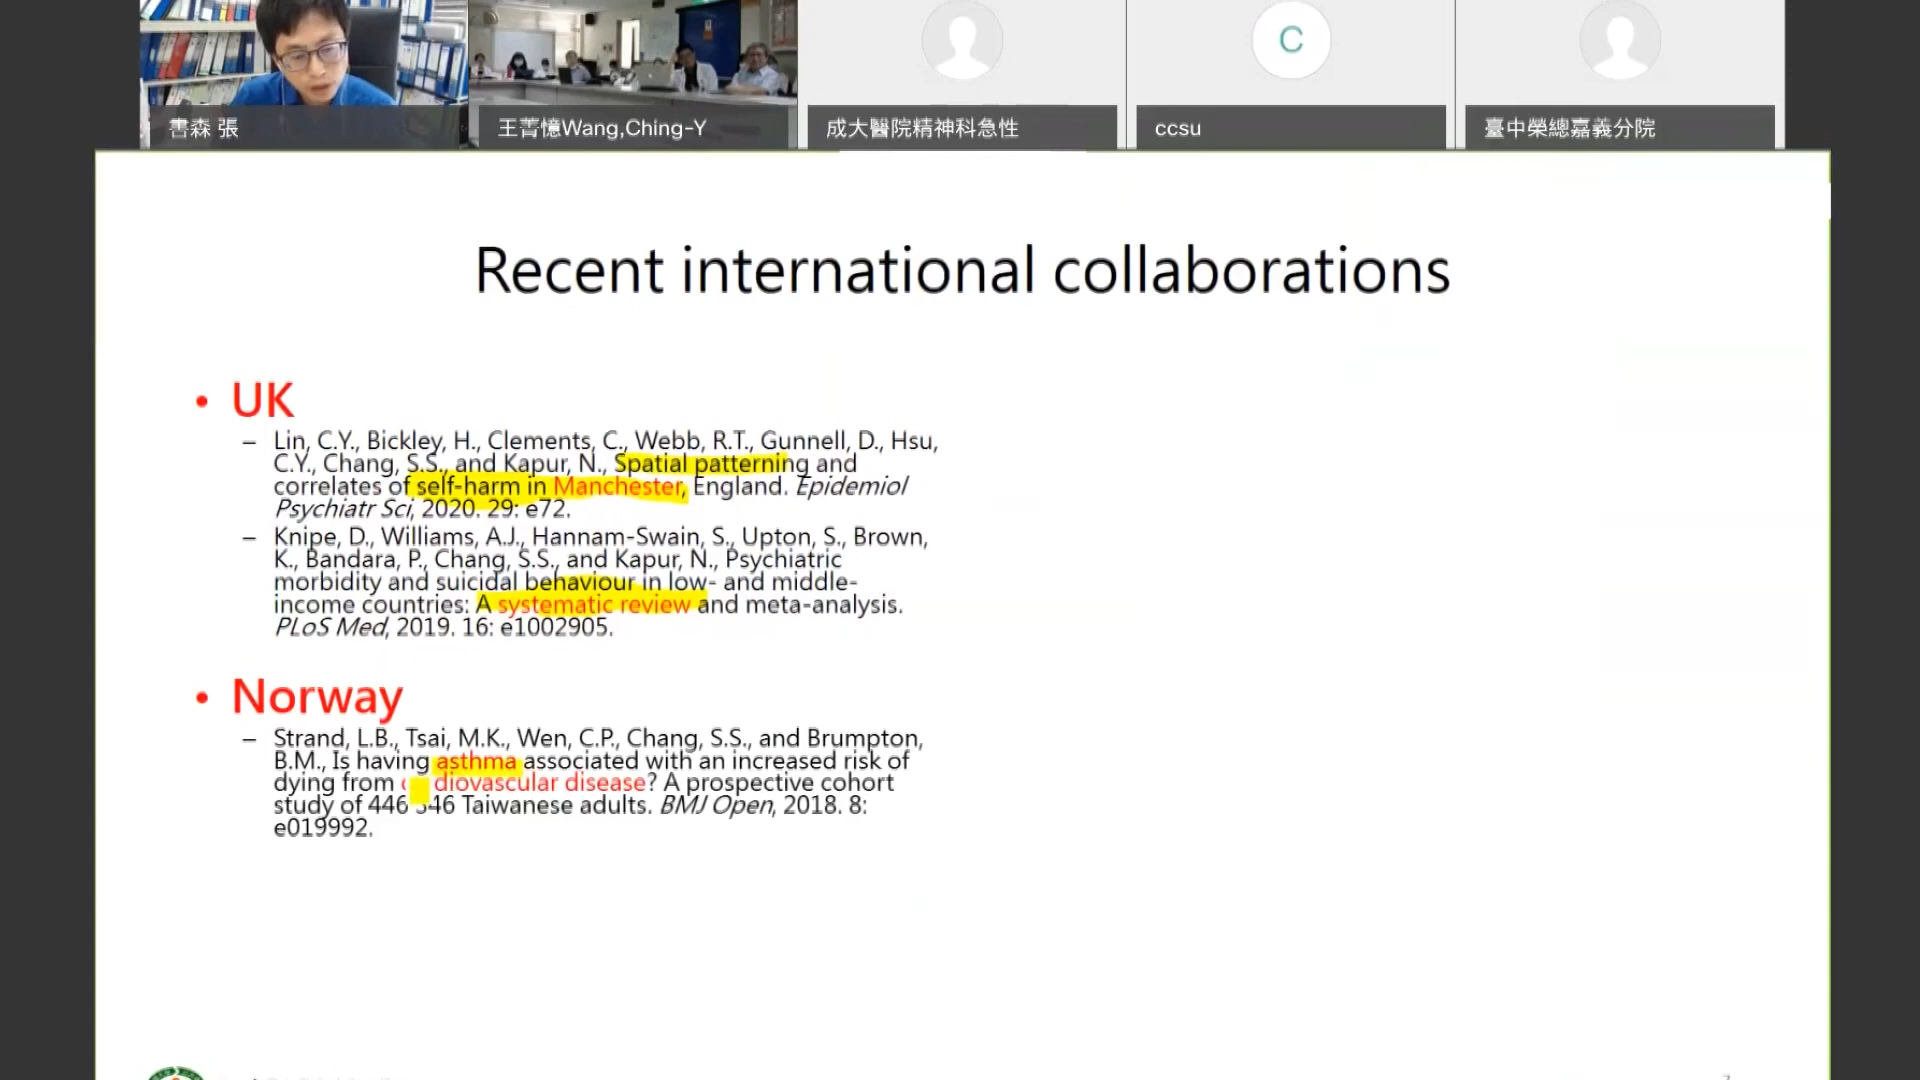 書森 張
王菁憶Wang,Ching-Y
成大醫院精神科急性
C
ccsu
臺中榮總嘉義分院
Recent international collaborations
• UK
– Lin, C.Y., Bickley, H., Clements, C., Webb, R.T., Gunnell, D., Hsu,
C.Y., Chang, S.S., and Kapur, N., Spatial patterning and
correlates of self-harm in Manchester, England. Epidemiol
Psychiatr Sci, 2020. 29: e72.
– Knipe, D., Williams, A.J., Hannam-Swain, S., Upton, S., Brown,
K., Bandara, P., Chang, S.S., and Kapur, N., Psychiatric
morbidity and suicidal behaviour in low- and middle-
income countries: A systematic review and meta-analysis.
PLoS Med, 2019. 16: e1002905.
• Norway
– Strand, L.B., Tsai, M.K., Wen, C.P., Chang, S.S., and Brumpton,
B.M., Is having asthma associated with an increased risk of
dying from diovascular disease? A prospective cohort
study of 446 346 Taiwanese adults. BMJ Open, 2018. 8:
e019992.